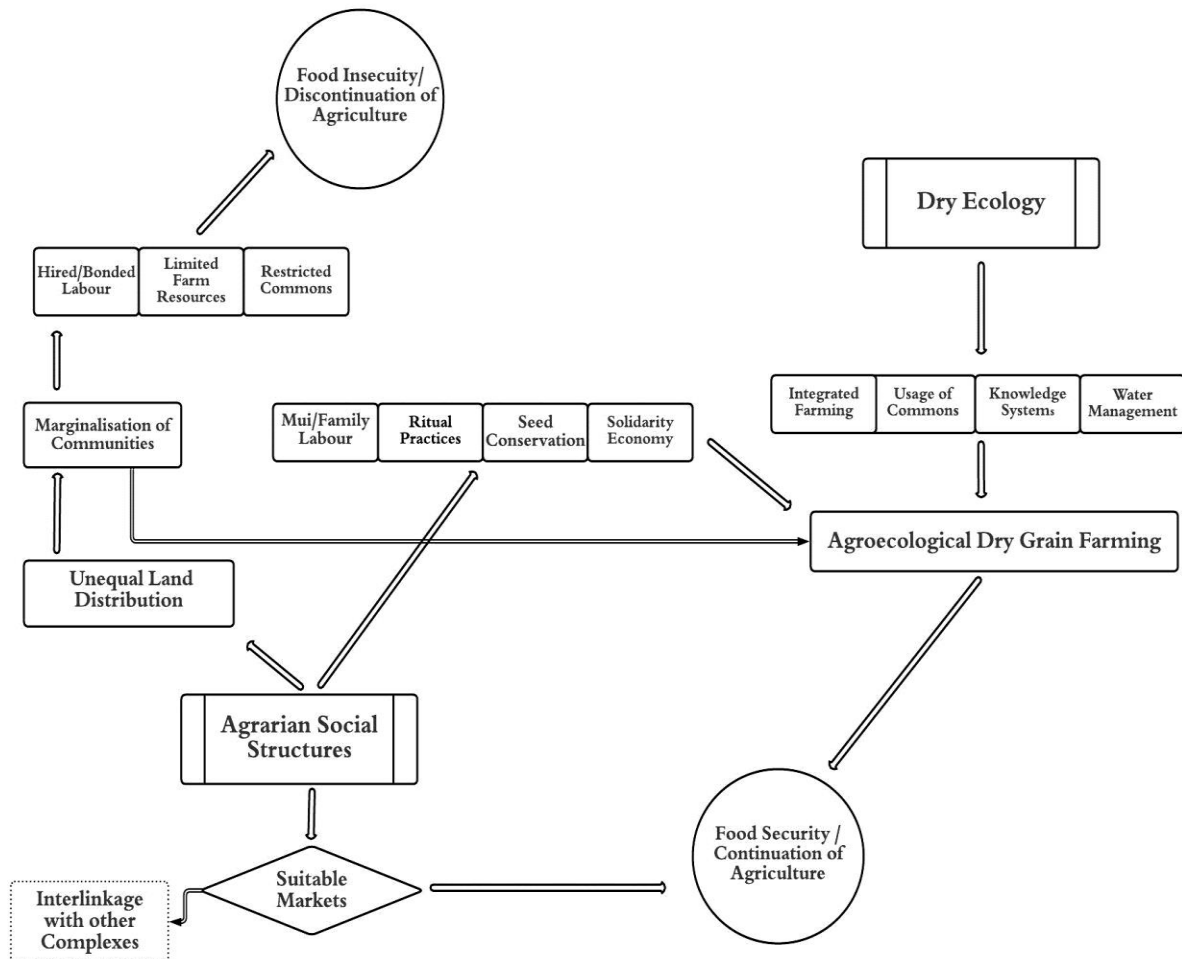 Food Insecuity/
Discontinuation of
Agriculture
Dry Ecology
Hired/Bonded
Labour
Limited
Farm
Resources
Restricted
Commons
Integrated
Farming
Usage of
Commons
Knowledge
Systems
Water
Management
Marginalisation of
Communities
Mui/Family
Labour
Ritual
Practices
Seed
Conservation
Solidarity
Economy
Agroecological Dry Grain Farming
Unequal Land
Distribution
Agrarian Social
Structures
Food Security /
Continuation of
Agriculture
Suitable
Markets
Interlinkage
with other
Complexes